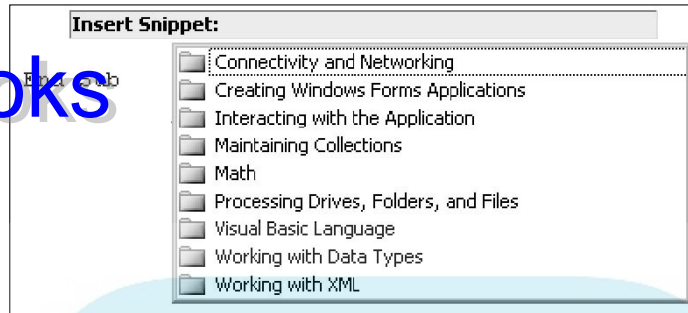 Insert Snippet:
Connectivity and Networking
oks
End Sub
Creating Windows Forms Applications
Interacting with the Application
Maintaining Collections
Math
Processing Drives, Folders, and Files
Visual Basic Language
Working with Data Types
Working with XML